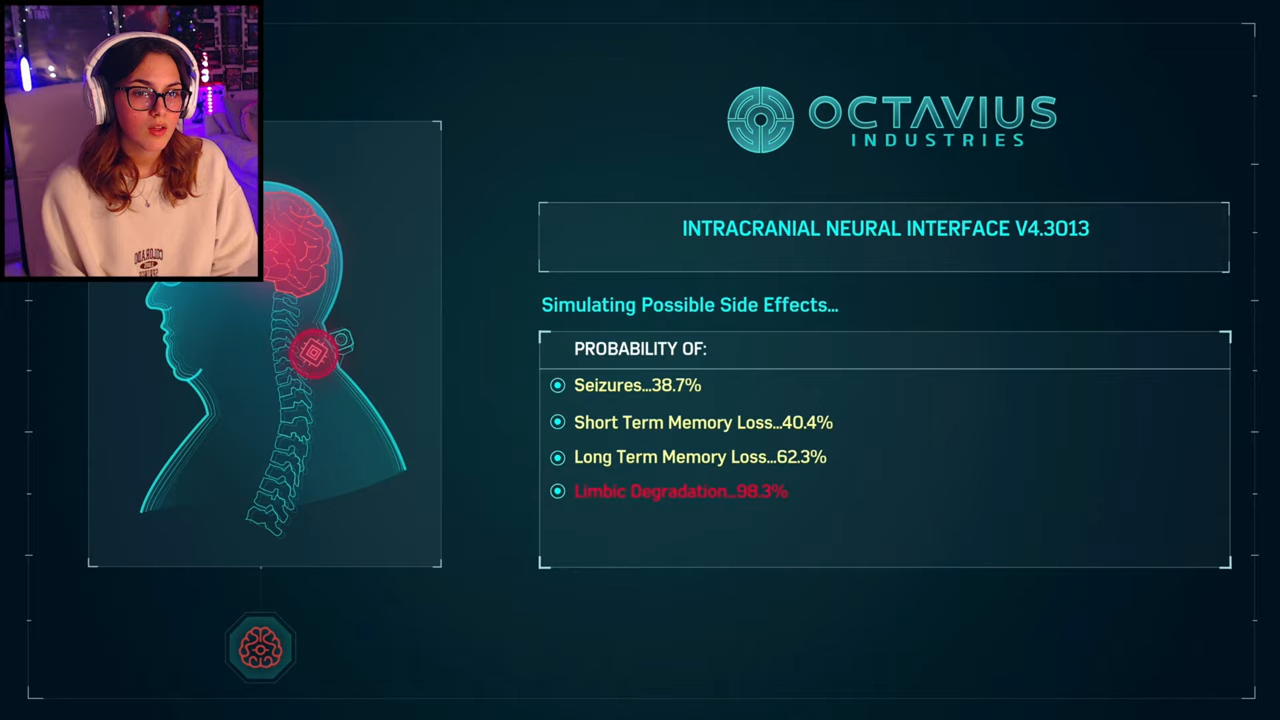 OCTAVIUS
INDUSTRIES
INTRACRANIAL NEURAL INTERFACE V4.3013
Simulating Possible Side Effects...
PROBABILITY OF:
Seizures...38.7%
Short Term Memory Loss...40.4%
Long Term Memory Loss...62.3%
Limbic Degradation...98.3%
COLORADO